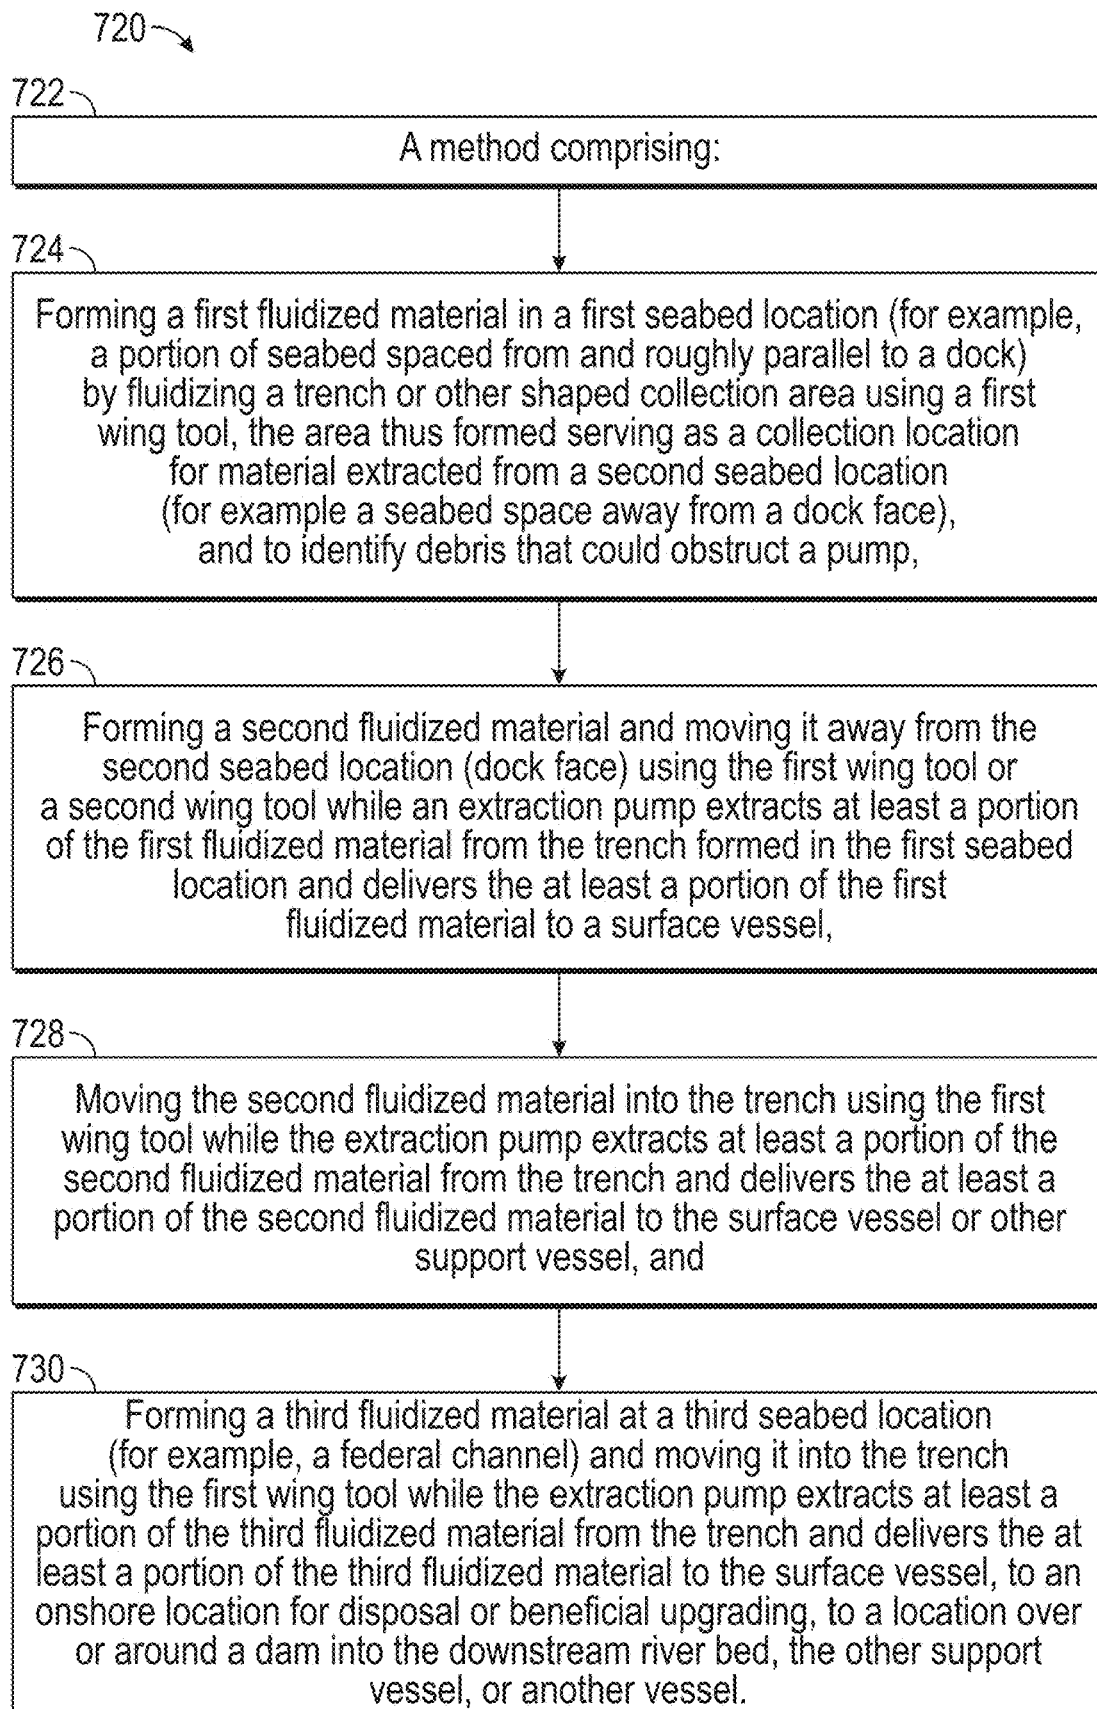 720
722
A method comprising:
724
Forming a first fluidized material in a first seabed location (for example,
a portion of seabed spaced from and roughly parallel to a dock)
by fluidizing a trench or other shaped collection area using a first
wing tool, the area thus formed serving as a collection location
for material extracted from a second seabed location
(for example a seabed space away from a dock face),
and to identify debris that could obstruct a pump,
726
Forming a second fluidized material and moving it away from the
second seabed location (dock face) using the first wing tool or
a second wing tool while an extraction pump extracts at least a portion
of the first fluidized material from the trench formed in the first seabed
location and delivers the at least a portion of the first
fluidized material to a surface vessel,
728
Moving the second fluidized material into the trench using the first
wing tool while the extraction pump extracts at least a portion of the
second fluidized material from the trench and delivers the at least a
portion of the second fluidized material to the surface vessel or other
support vessel, and
730
Forming a third fluidized material at a third seabed location
(for example, a federal channel) and moving it into the trench
using the first wing tool while the extraction pump extracts at least a
portion of the third fluidized material from the trench and delivers the at
least a portion of the third fluidized material to the surface vessel, to an
onshore location for disposal or beneficial upgrading, to a location over
or around a dam into the downstream river bed, the other support
vessel, or another vessel.